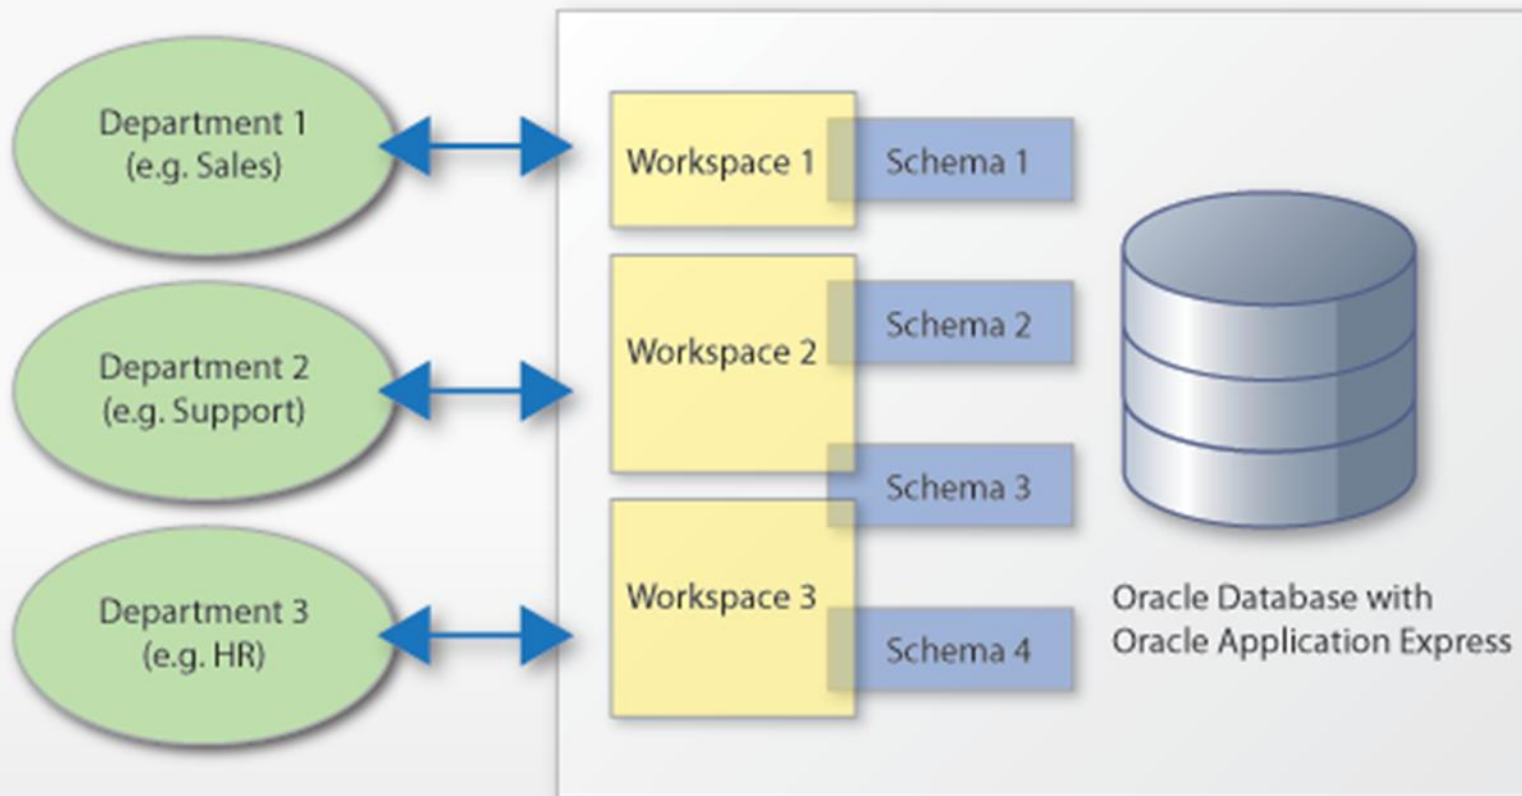 Department 1
(e.g. Sales)
Workspace 1
Schema 1
Department 2
(e.g. Support)
Workspace 2
Schema 2
Schema 3
Department 3
(e.g. HR)
Workspace 3
Schema 4
Oracle Database with
Oracle Application Express